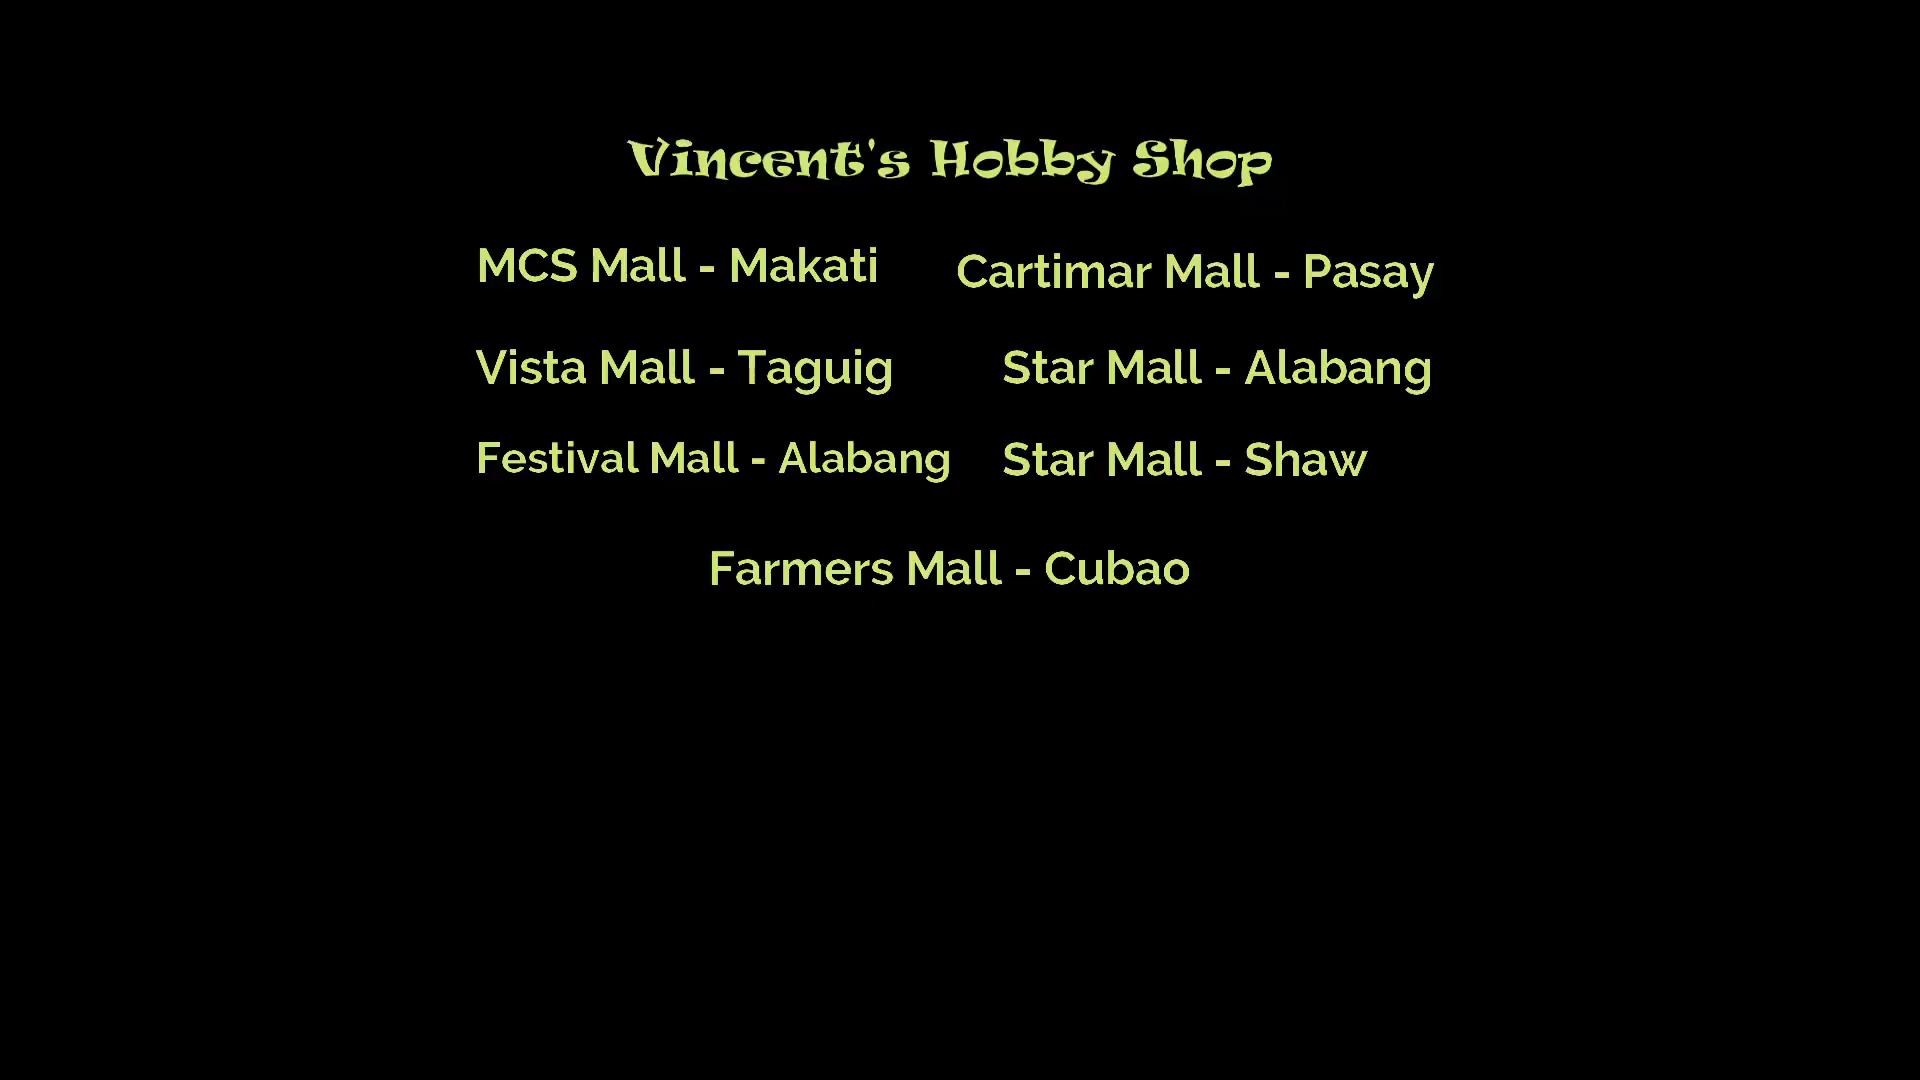 Vincent's Hobby Shop
MCS Mall - Makati
Cartimar Mall - Pasay
Vista Mall - Taguig
Star Mall - Alabang
Festival Mall - Alabang
Star Mall - Shaw
Farmers Mall - Cubao